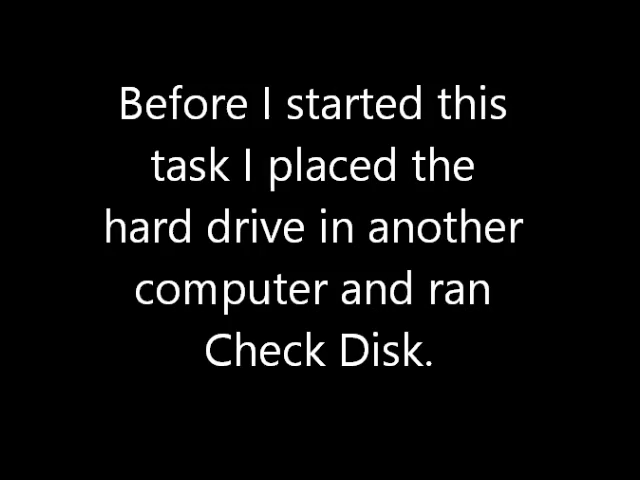 Before I started this
task I placed the
hard drive in another
computer and ran
Check Disk.